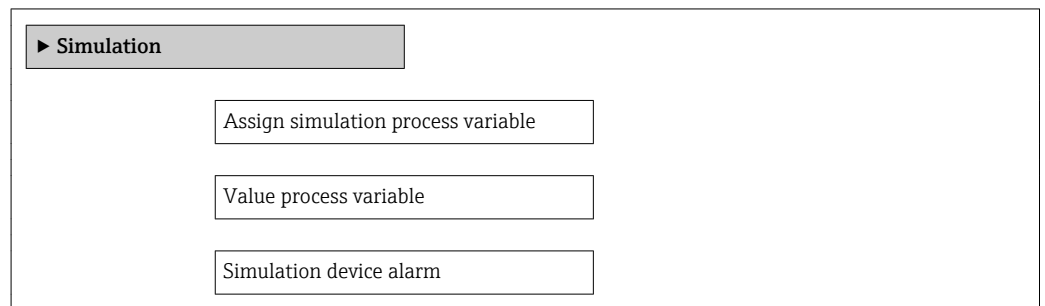 ▶ Simulation
Assign simulation process variable
Value process variable
Simulation device alarm